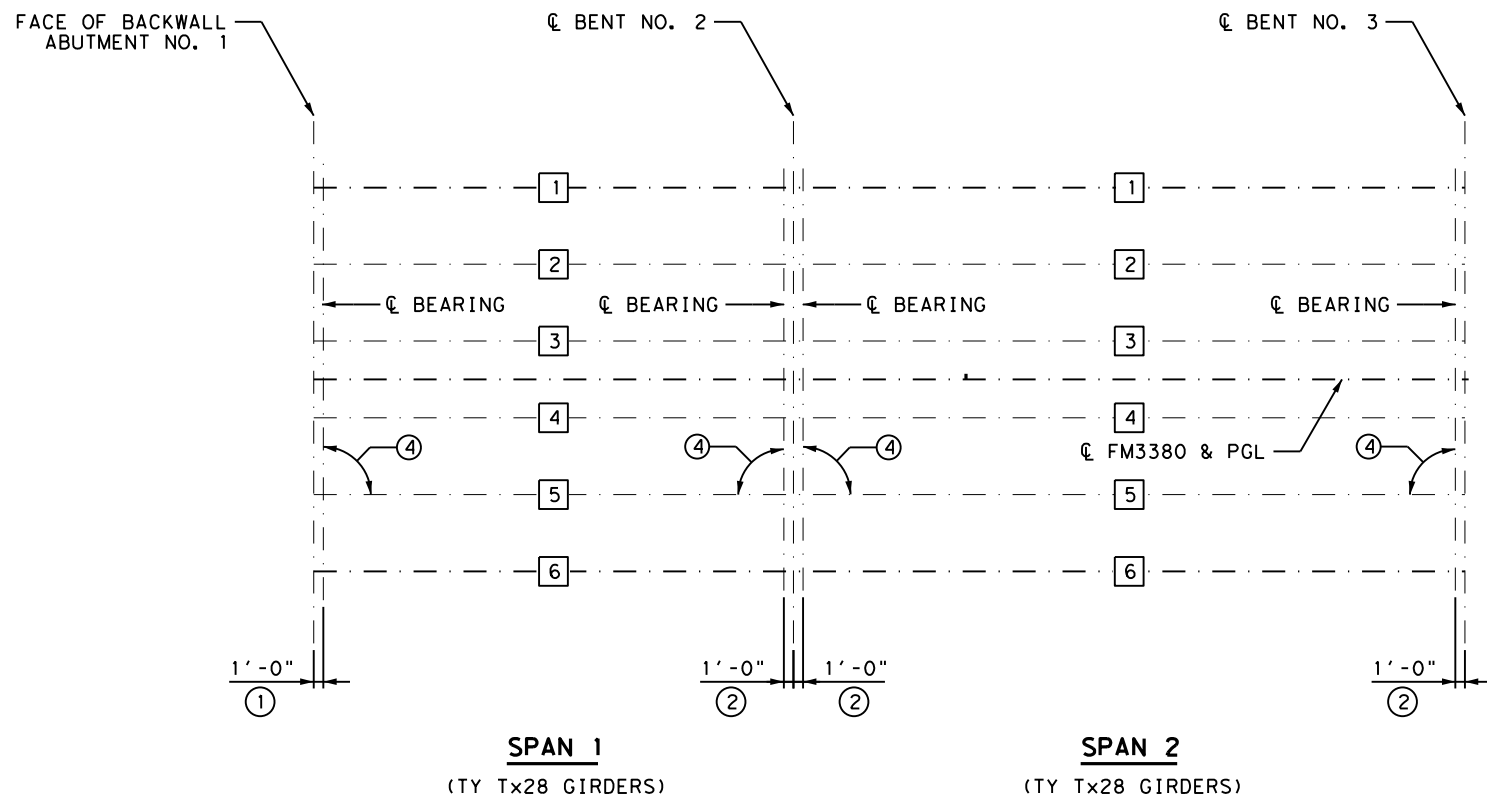 FACE OF BACKWALL
ABUTMENT NO. 1
℄ BENT NO. 2
℄ BENT NO. 3
1
1
2
2
℄ BEARING
℄ BEARING
℄ BEARING
℄ BEARING
3
3
4
4
4
4
4
℄ FM3380 & PGL
4
5
5
6
6
1'-0"
1'-0"
1'-0"
1'-0"
1
2
2
2
SPAN 1
SPAN 2
(TY Tx28 GIRDERS)
(TY Tx28 GIRDERS)